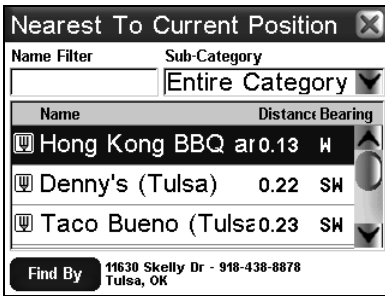 Nearest To Current Position
Name Filter Sub-Category
Entire Category
Name Distanc Bearing
Hong Kong BBQ ar 0.13 W
Denny's (Tulsa) 0.22 SW
Taco Bueno (Tulsa 0.23 SW
Find By 11630 Skelly Dr - 918-438-8878
Tulsa, OK